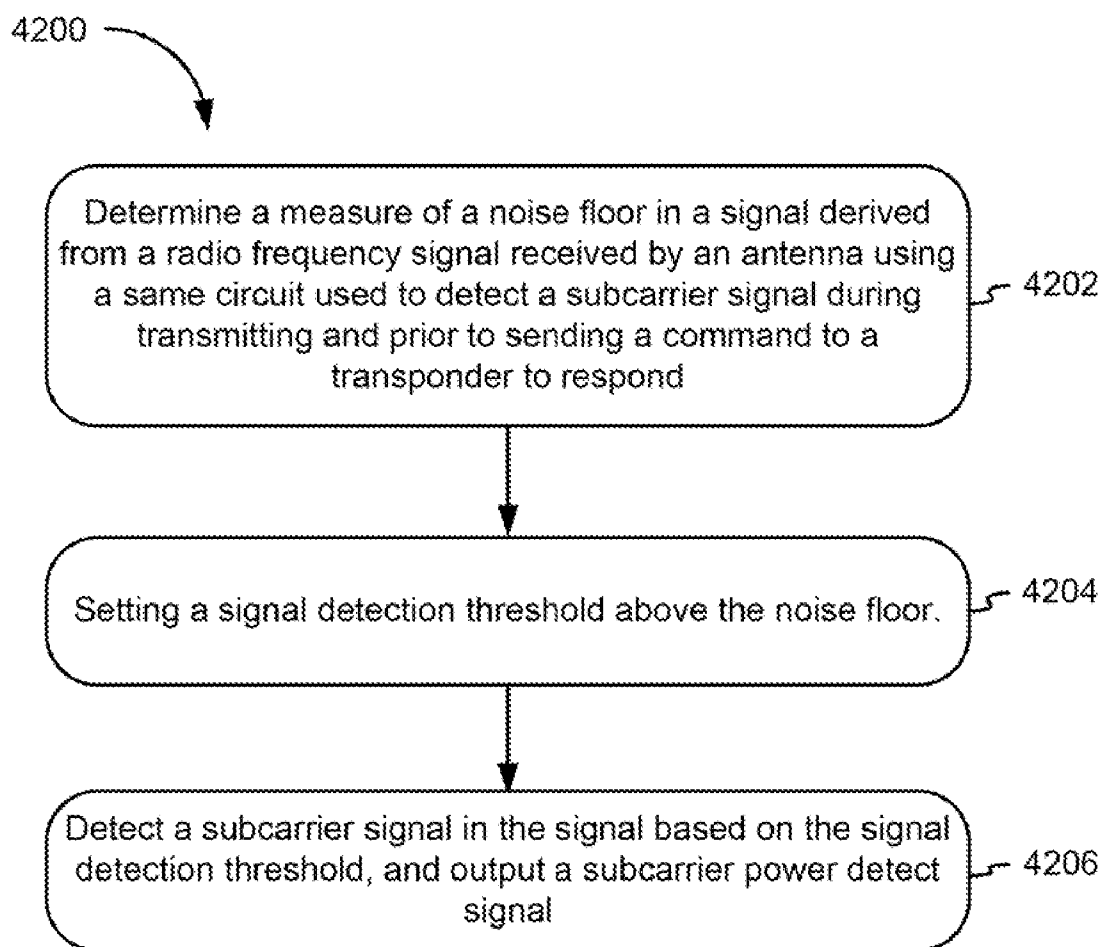 4200
Determine a measure of a noise floor in a signal derived
from a radio frequency signal received by an antenna using
a same circuit used to detect a subcarrier signal during
transmitting and prior to sending a command to a
transponder to respond
4202
Setting a signal detection threshold above the noise floor.
4204
Detect a subcarrier signal in the signal based on the signal
detection threshold, and output a subcarrier power detect
signal
4206